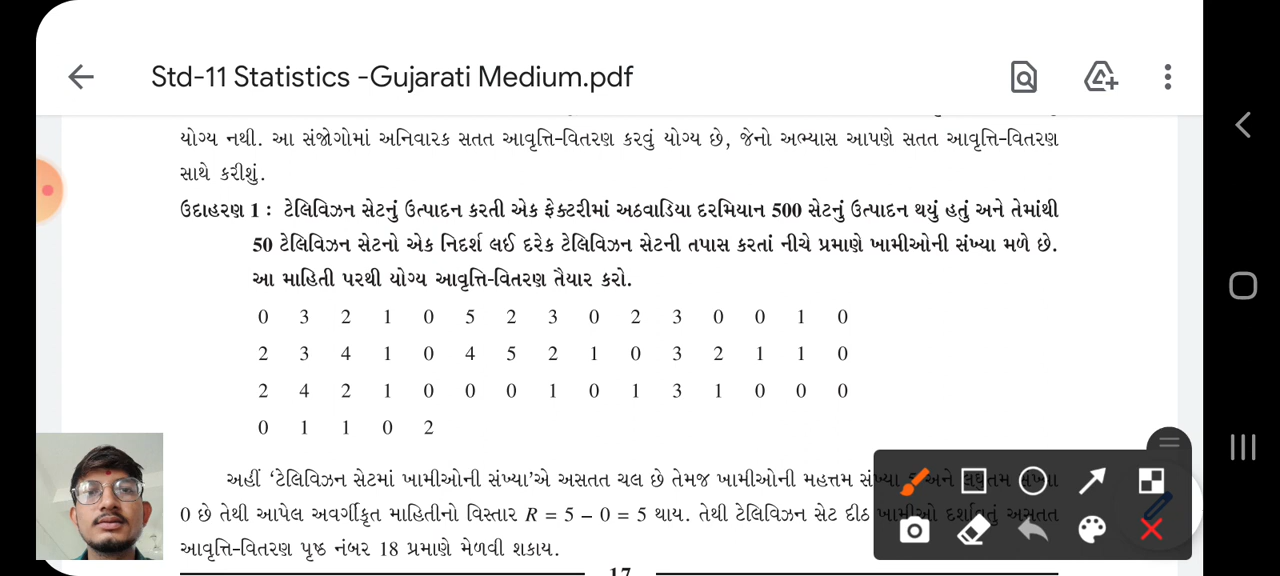 Std-11 Statistics -Gujarati Medium.pdf
યોગ્ય નથી. આ સંજોગોમાં અનિવારક સતત આવૃત્તિ-વિતરણ કરવું યોગ્ય છે, જેનો અભ્યાસ આપણે સતત આવૃત્તિ-વિતરણ
સાથે કરીશું.
ઉદાહરણ 1 : ટેલિવિઝન સેટનું ઉત્પાદન કરતી એક ફેક્ટરીમાં અઠવાડિયા દરમિયાન 500 સેટનું ઉત્પાદન થયું હતું અને તેમાંથી
50 ટેલિવિઝન સેટનો એક નિદર્શ લઈ દરેક ટેલિવિઝન સેટની તપાસ કરતાં નીચે પ્રમાણે ખામીઓની સંખ્યા મળે છે.
આ માહિતી પરથી યોગ્ય આવૃત્તિ-વિતરણ તૈયાર કરો.
0 3 2 1 0 5 2 3 0 2 3 0 0 1 0
2 3 4 1 0 4 5 2 1 0 3 2 1 1 0
2 4 2 1 0 0 0 1 0 1 3 1 0 0 0
0 1 1 0 2
અહીં ‘ટેલિવિઝન સેટમાં ખામીઓની સંખ્યા’એ અસતત ચલ છે તેમજ ખામીઓની મહત્તમ સંખ્યા અને લઘુતમ સંખ્યા
0 છે તેથી આપેલ અવર્ગીકૃત માહિતીનો વિસ્તાર R = 5 – 0 = 5 થાય. તેથી ટેલિવિઝન સેટ દીઠ ખામીઓ દર્શાવતું અસતત
આવૃત્તિ-વિતરણ પૃષ્ઠ નંબર 18 પ્રમાણે મેળવી શકાય.
17